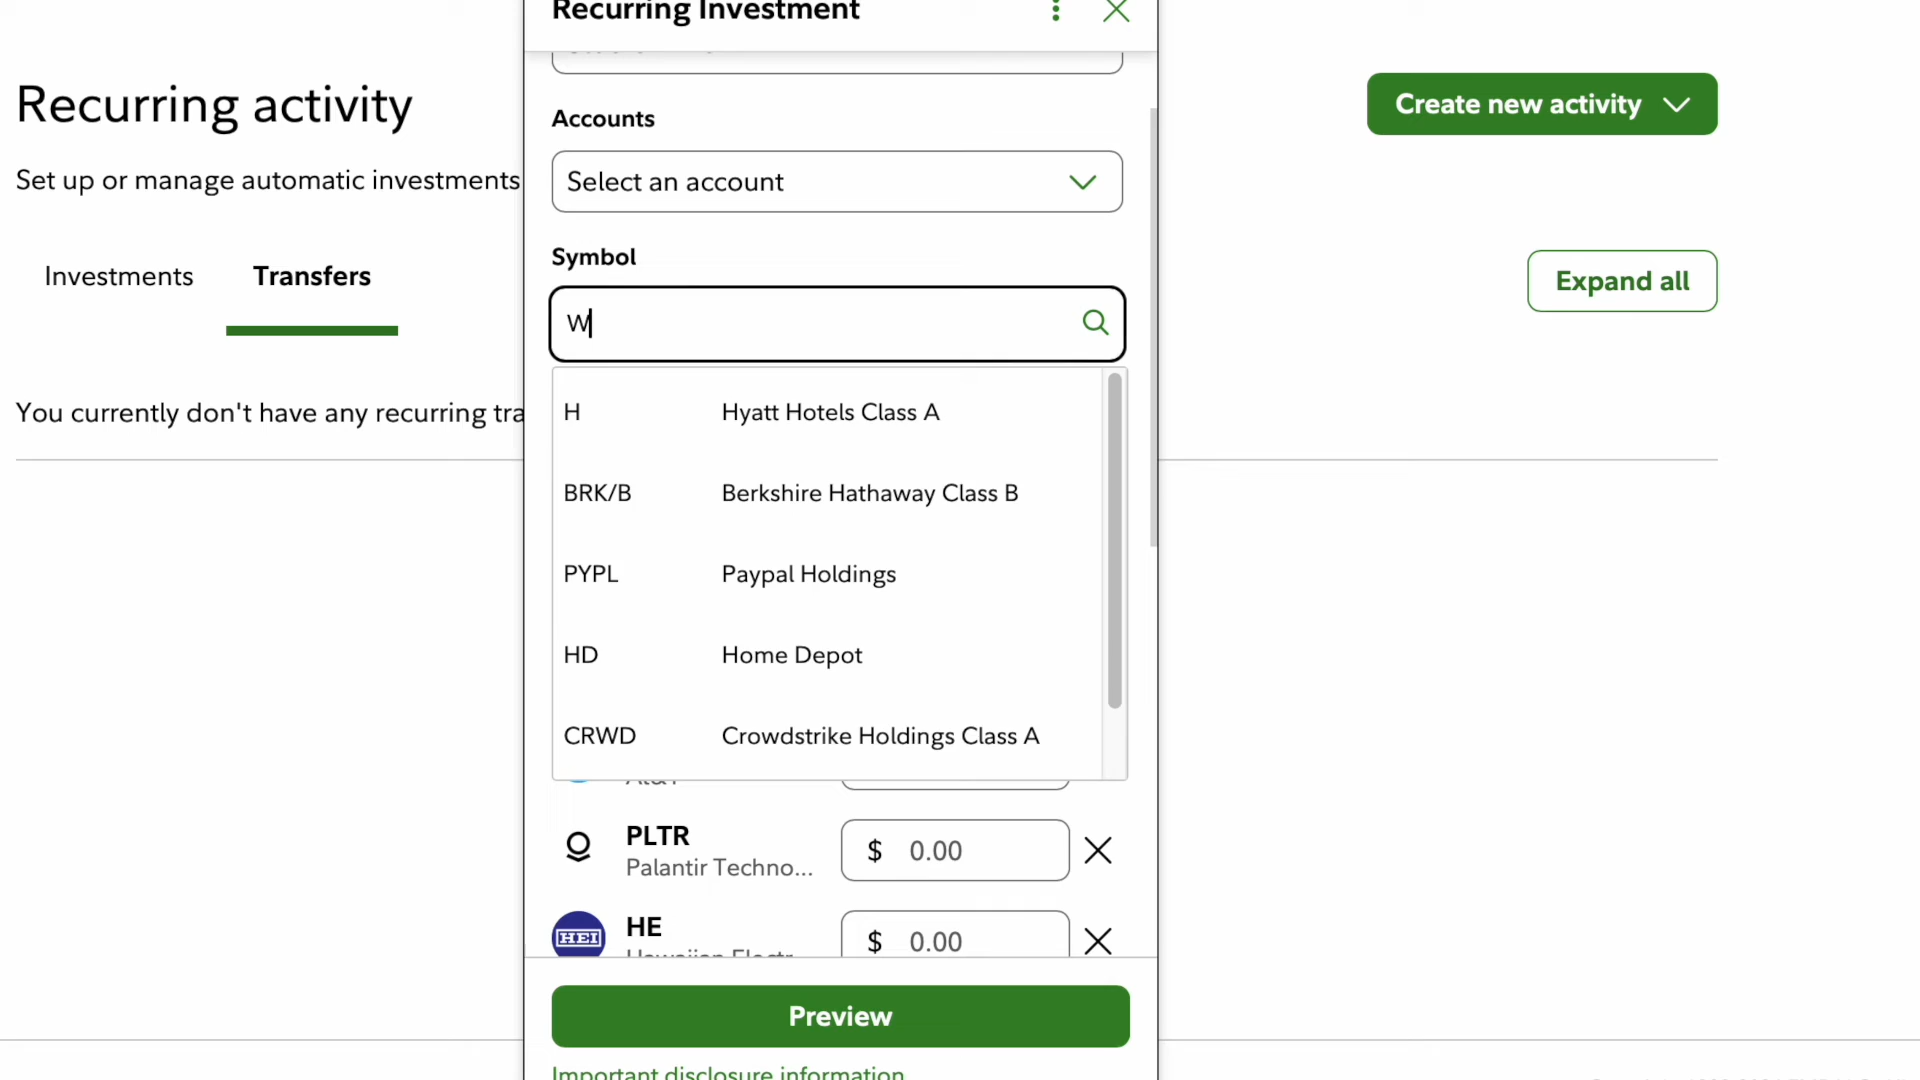 Recurring Investment
Recurring activity
Create new activity
Set up or manage automatic investments
Accounts
Select an account
Investments
Transfers
Expand all
Symbol
W
You currently don't have any recurring tra
H Hyatt Hotels Class A
BRK/B Berkshire Hathaway Class B
PYPL Paypal Holdings
HD Home Depot
CRWD Crowdstrike Holdings Class A
PLTR
Palantir Techno...
$ 0.00
HEI
HE
Hawaiian Electr...
$ 0.00
Preview
Important disclosure information